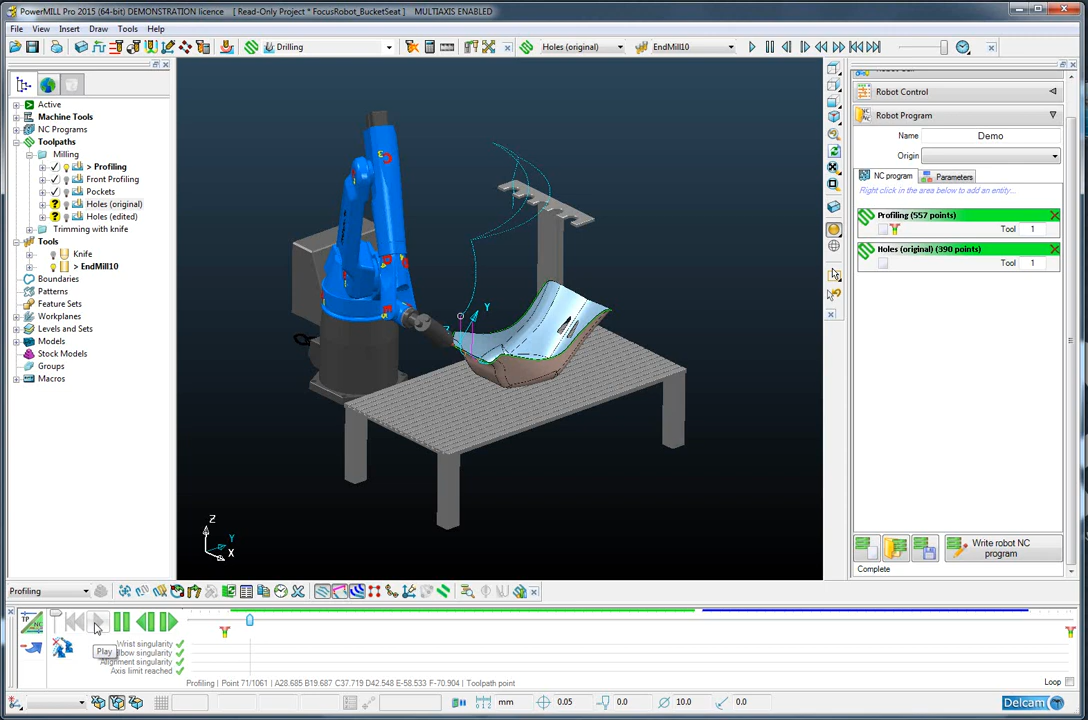 PowerMILL Pro 2015 (64-bit) DEMONSTRATION licence [ Read-Only Project * FocusRobot_BucketSeat ] MULTIAXIS ENABLED
File View Insert Draw Tools Help
Drilling
Holes (original)
EndMill10
Active
Machine Tools
NC Programs
Toolpaths
Milling
> Profiling
Front Profiling
Pockets
Holes (original)
Holes (edited)
Trimming with knife
Tools
Knife
> EndMill10
Boundaries
Patterns
Feature Sets
Workplanes
Levels and Sets
Models
Stock Models
Groups
Macros
Robot Control
Robot Program
Name Demo
Origin
NC program Parameters
Right click in the area below to add an entity...
Profiling (557 points)
Tool 1
Holes (original) (390 points)
Tool 1
Write robot NC
program
Complete
Y
Z
Y
X
Profiling
Play
Wrist singularity
Elbow singularity
Alignment singularity
Axis limit reached
Profiling | Point 71/1061 | A28.685 B19.687 C37.719 D42.548 E-58.533 F-70.904 | Toolpath point
Loop
mm 0.05 0.0 10.0 0.0
Delcam